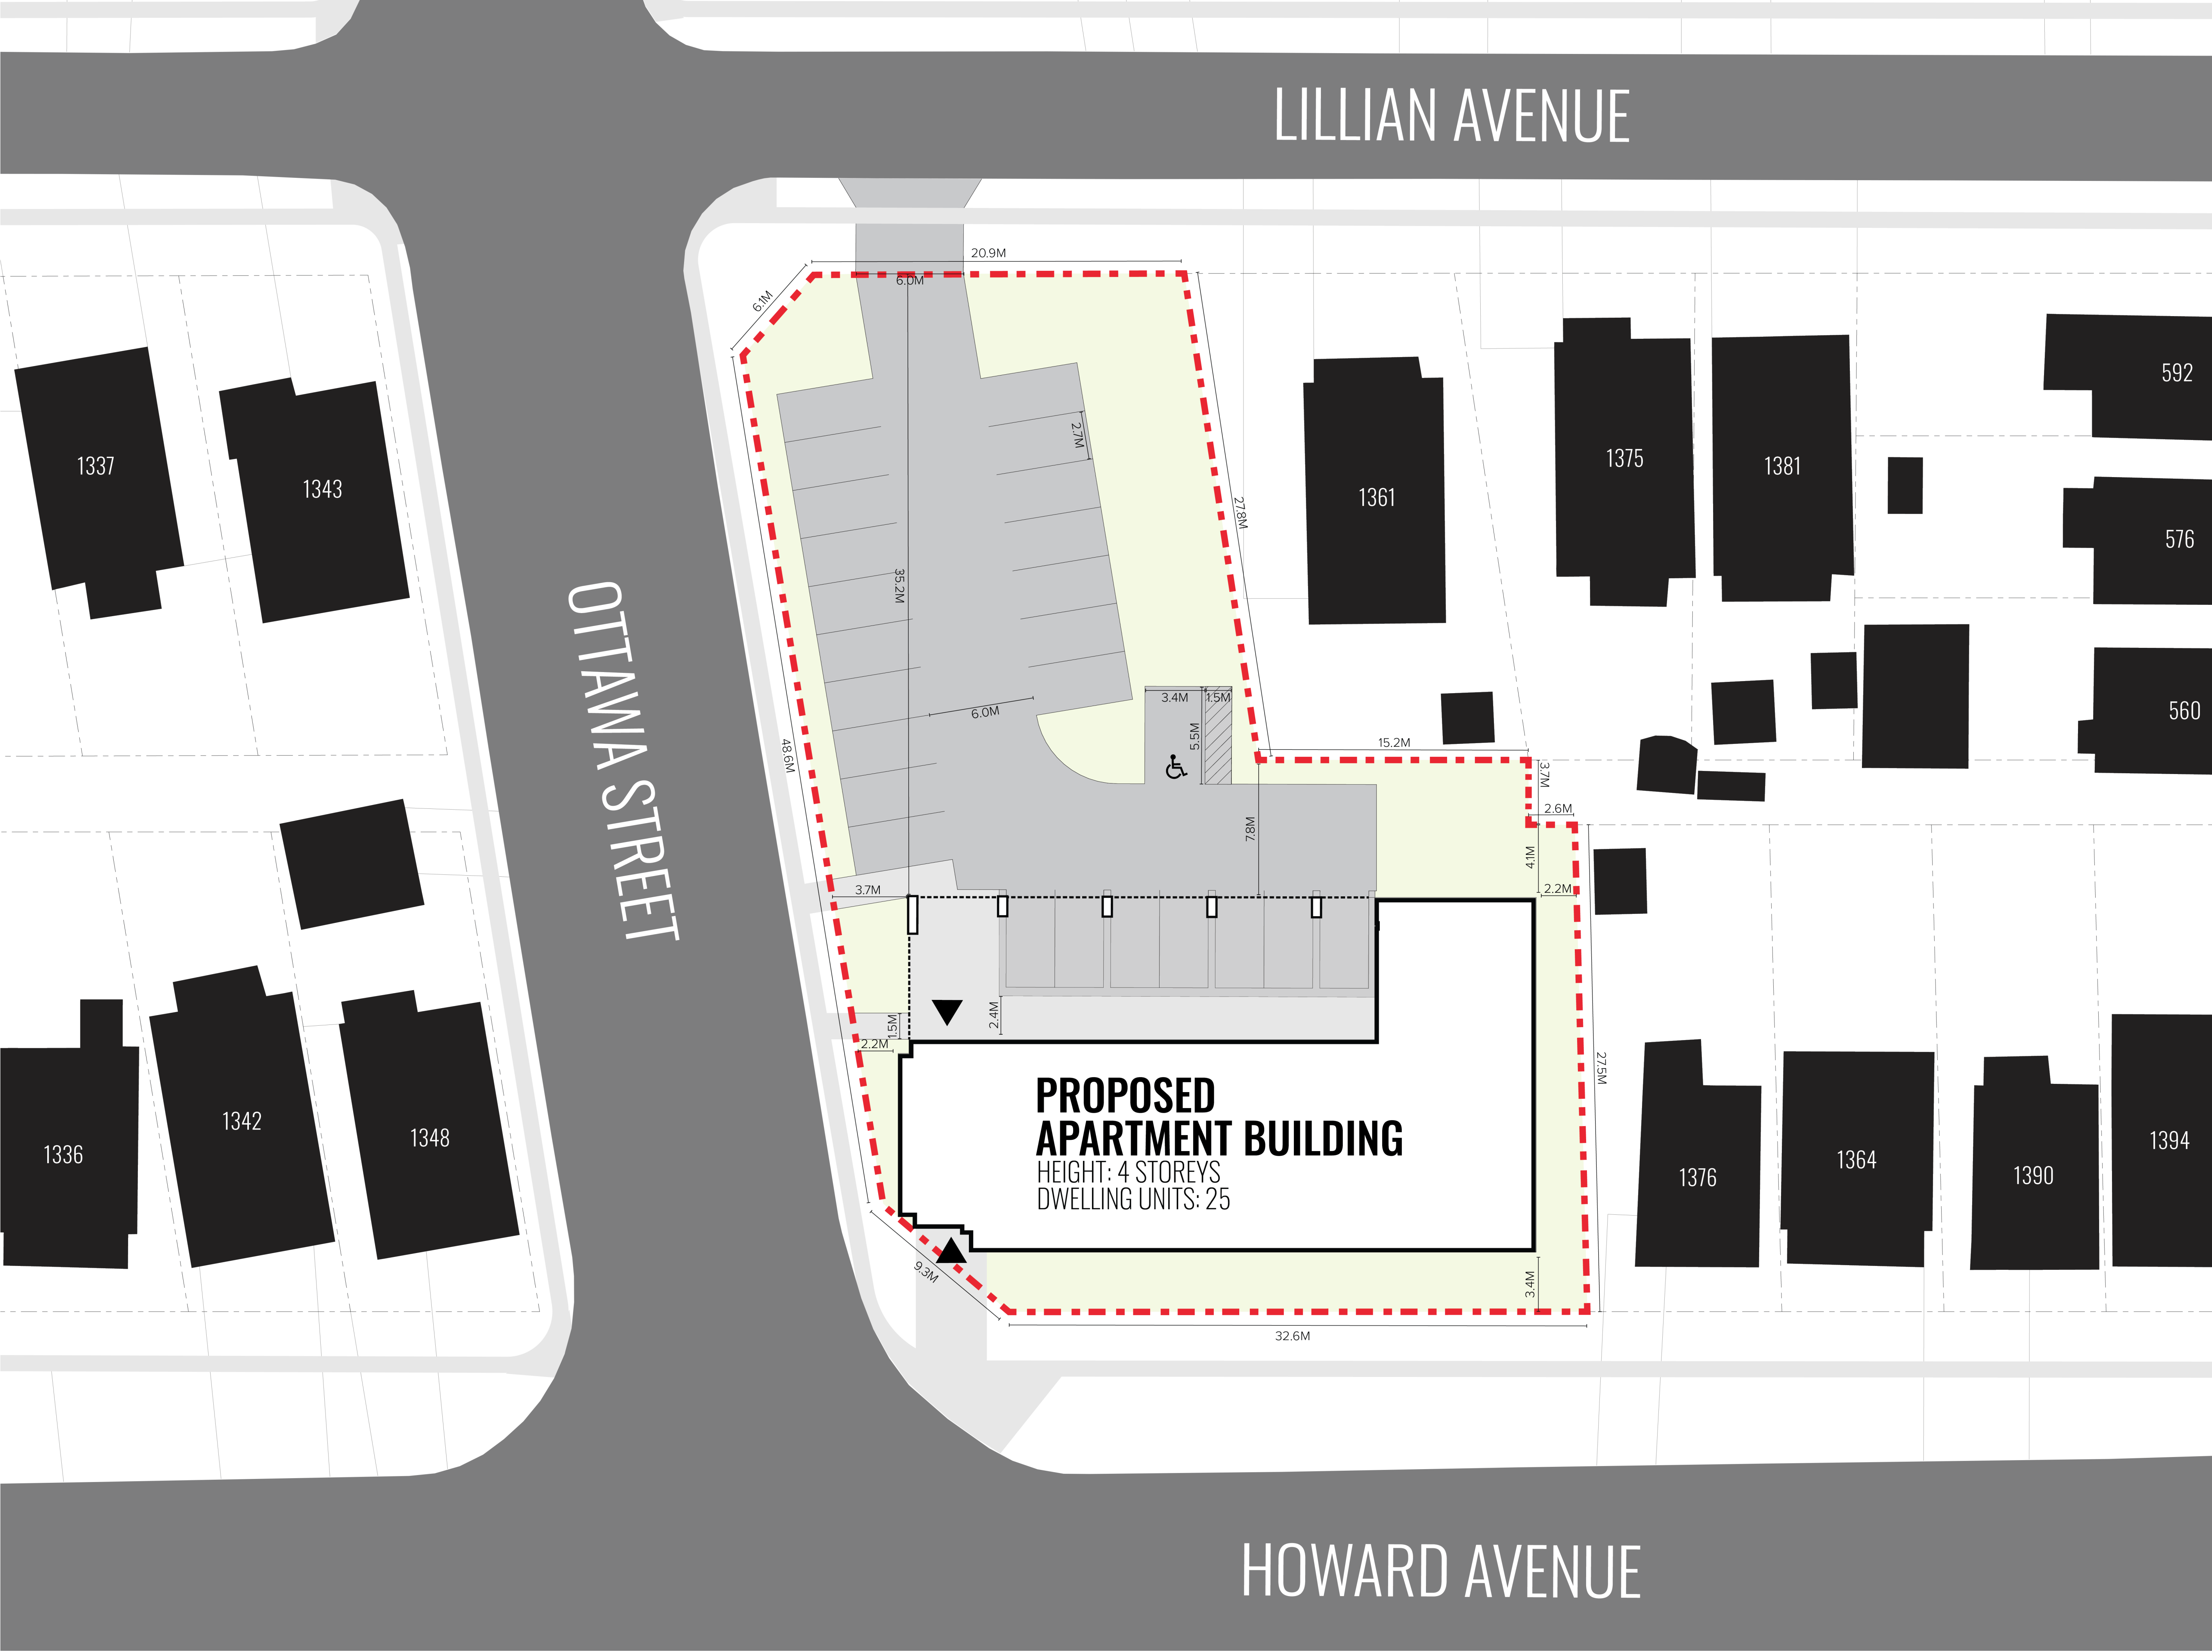 LILLIAN AVENUE
20.9M
6.1M
6.0M
592
1375
1381
1337
1343
2.7M
1361
27.8M
576
35.2M
OTTAWA STREET
3.4M
1.5M
6.0M
560
5.5M
48.6M
15.2M
3.7M
2.6M
7.8M
4.1M
3.7M
2.2M
2.4M
1.5M
2.2M
27.5M
PROPOSED
APARTMENT BUILDING
HEIGHT: 4 STOREYS
DWELLING UNITS: 25
1336
1342
1348
1376
1364
1390
1394
9.3M
3.4M
32.6M
HOWARD AVENUE